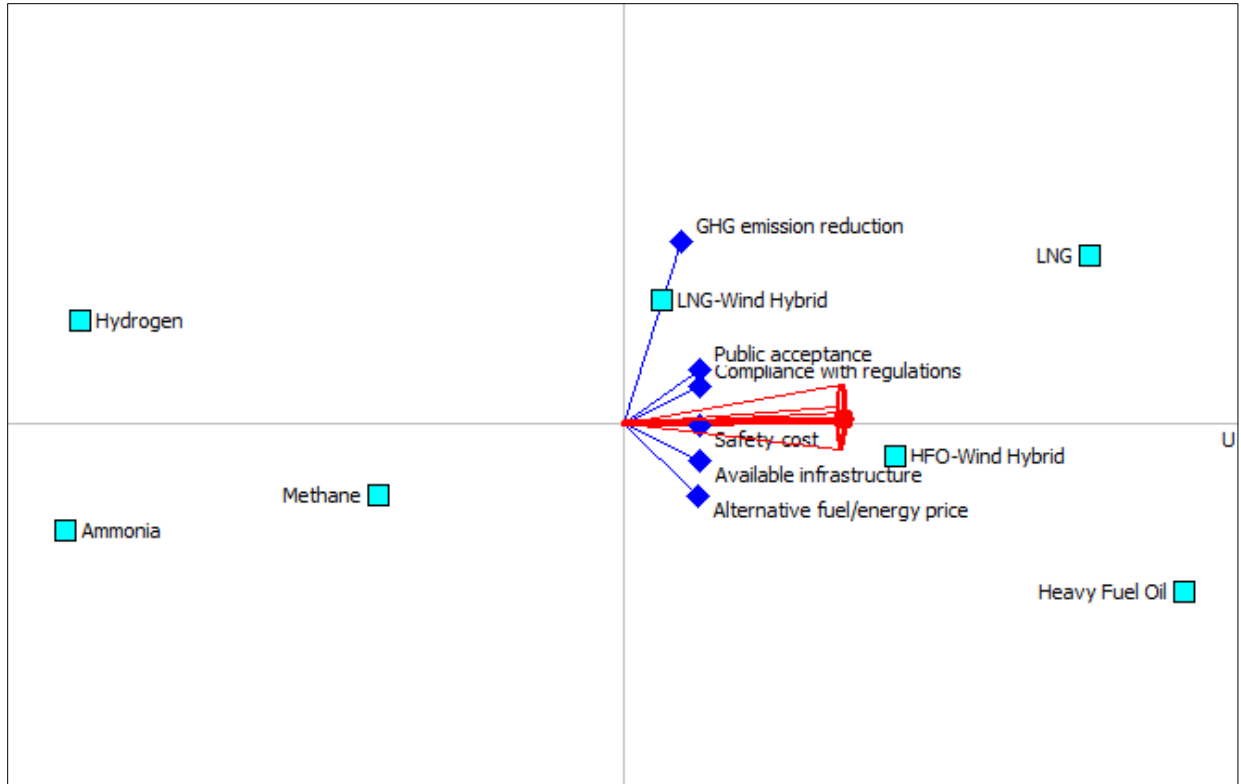 GHG emission reduction
LNG
LNG-Wind Hybrid
Hydrogen
Public acceptance
Compliance with regulations
Safety cost
U
HFO-Wind Hybrid
Available infrastructure
Methane
Alternative fuel/energy price
Ammonia
Heavy Fuel Oil